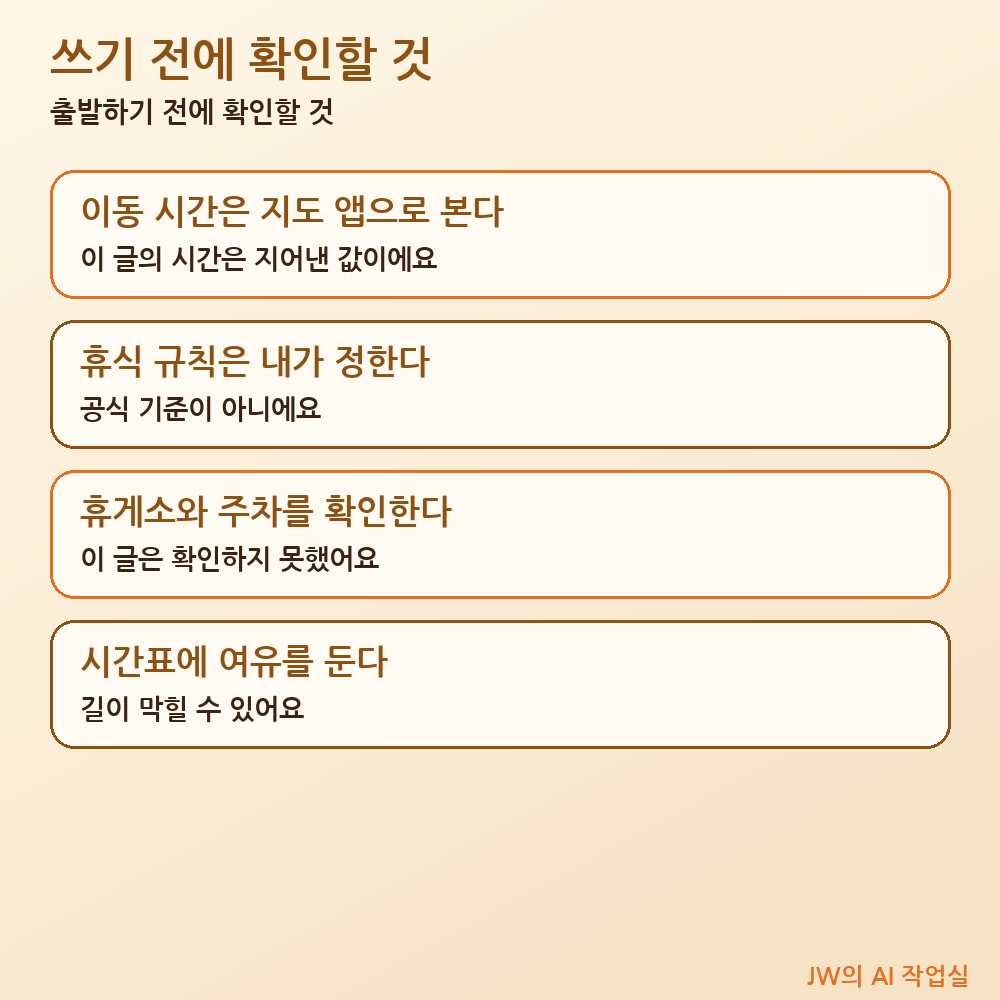 쓰기 전에 확인할 것
출발하기 전에 확인할 것
이동 시간은 지도 앱으로 본다
이 글의 시간은 지어낸 값이에요
휴식 규칙은 내가 정한다
공식 기준이 아니에요
휴게소와 주차를 확인한다
이 글은 확인하지 못했어요
시간표에 여유를 둔다
길이 막힐 수 있어요
JW의 AI 작업실